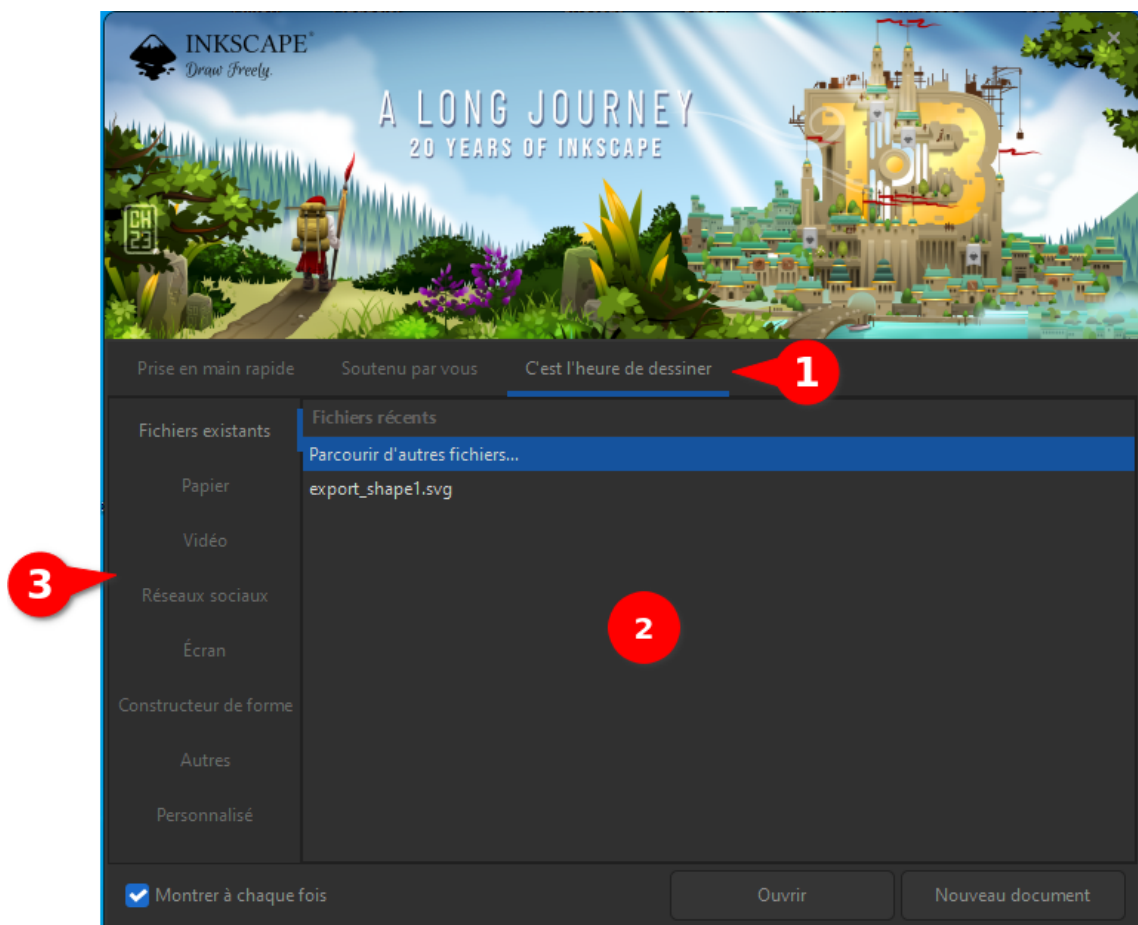 INKSCAPE®
Draw Freely.
A LONG JOURNEY
20 YEARS OF INKSCAPE
CH
23
Prise en main rapide
Soutenu par vous
C'est l'heure de dessiner
1
Fichiers existants
Fichiers récents
Parcourir d'autres fichiers...
Papier
export_shape1.svg
Vidéo
3
Réseaux sociaux
2
Écran
Constructeur de forme
Autres
Personnalisé
Montrer à chaque fois
Ouvrir
Nouveau document